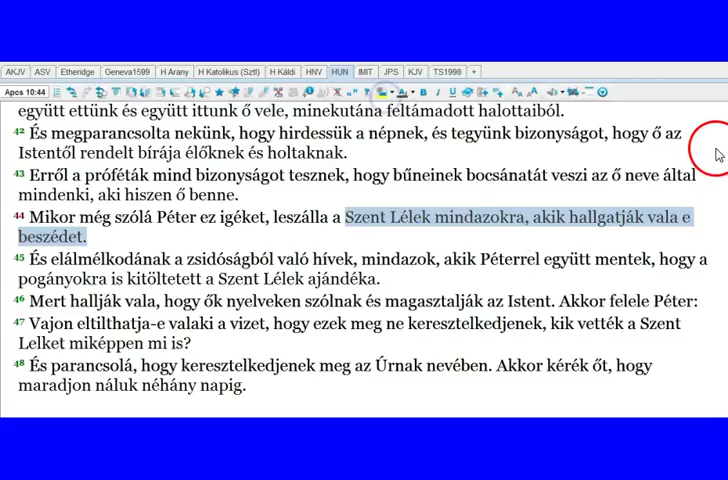 AKJV ASV Etheridge Geneva1599 H Arany H Katolikus (Sztl) H Káldi HNV HUN IMIT JPS KJV TS1998 +
Apcs 10:44
együtt ettünk és együtt ittunk ő vele, minekutána feltámadott halottaiból.
42 És megparancsolta nekünk, hogy hirdessük a népnek, és tegyünk bizonyságot, hogy ő az
Istentől rendelt bírája élőknek és holtaknak.
43 Erről a próféták mind bizonyságot tesznek, hogy bűneinek bocsánatát veszi az ő neve által
mindenki, aki hiszen ő benne.
44 Mikor még szólá Péter ez igéket, leszálla a Szent Lélek mindazokra, akik hallgatják vala e
beszédet.
45 És elálmélkodának a zsidóságból való hívek, mindazok, akik Péterrel együtt mentek, hogy a
pogányokra is kitöltetett a Szent Lélek ajándéka.
46 Mert hallják vala, hogy ők nyelveken szólnak és magasztalják az Istent. Akkor felele Péter:
47 Vajon eltilthatja-e valaki a vizet, hogy ezek meg ne keresztelkedjenek, kik vették a Szent
Lelket miképpen mi is?
48 És parancsolá, hogy keresztelkedjenek meg az Úrnak nevében. Akkor kérék őt, hogy
maradjon náluk néhány napig.